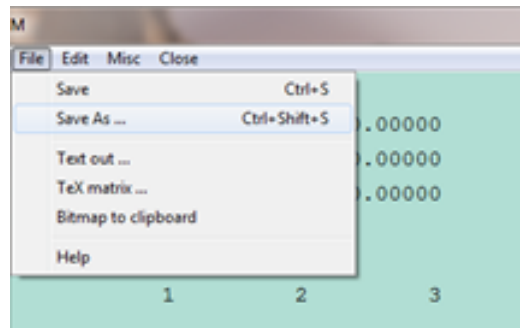 M
File Edit Misc Close
Save Ctrl+S
Save As ... Ctrl+Shift+S
.00000
Text out ...
.00000
TeX matrix ...
.00000
Bitmap to clipboard
Help
1 2 3